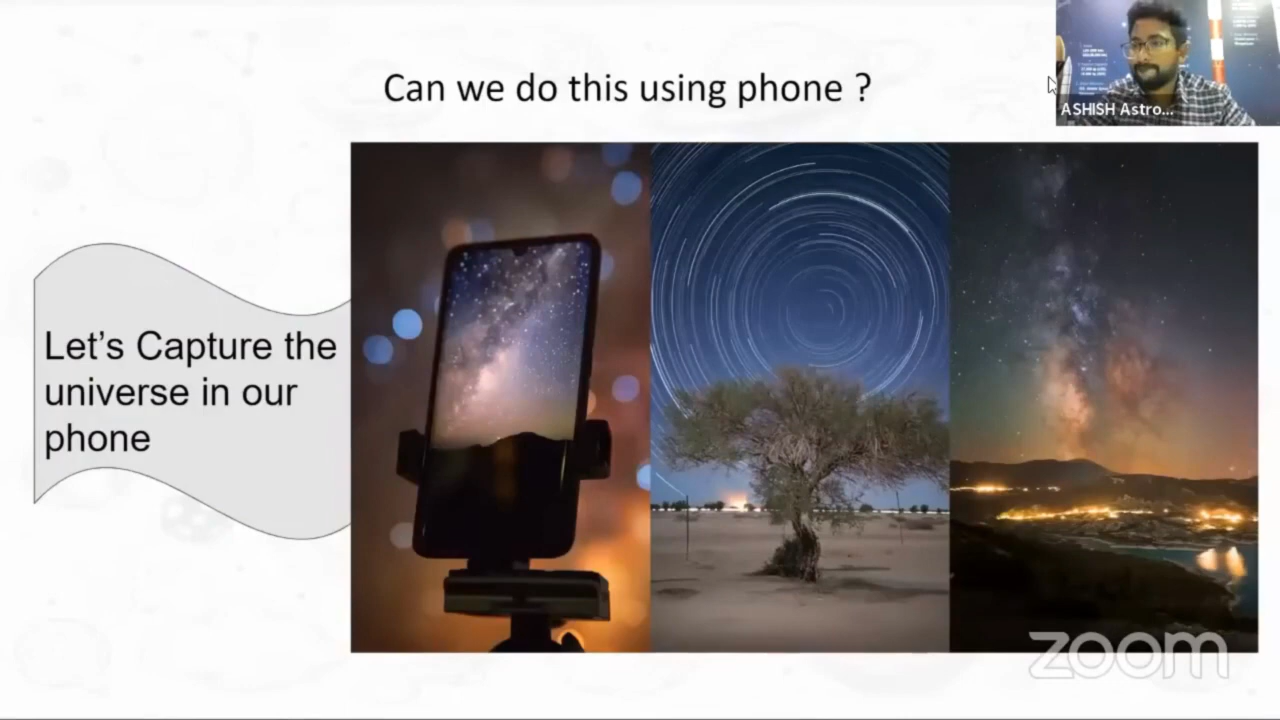 Can we do this using phone ?
ASHISH Astro...
Let's Capture the
universe in our
phone
zoom